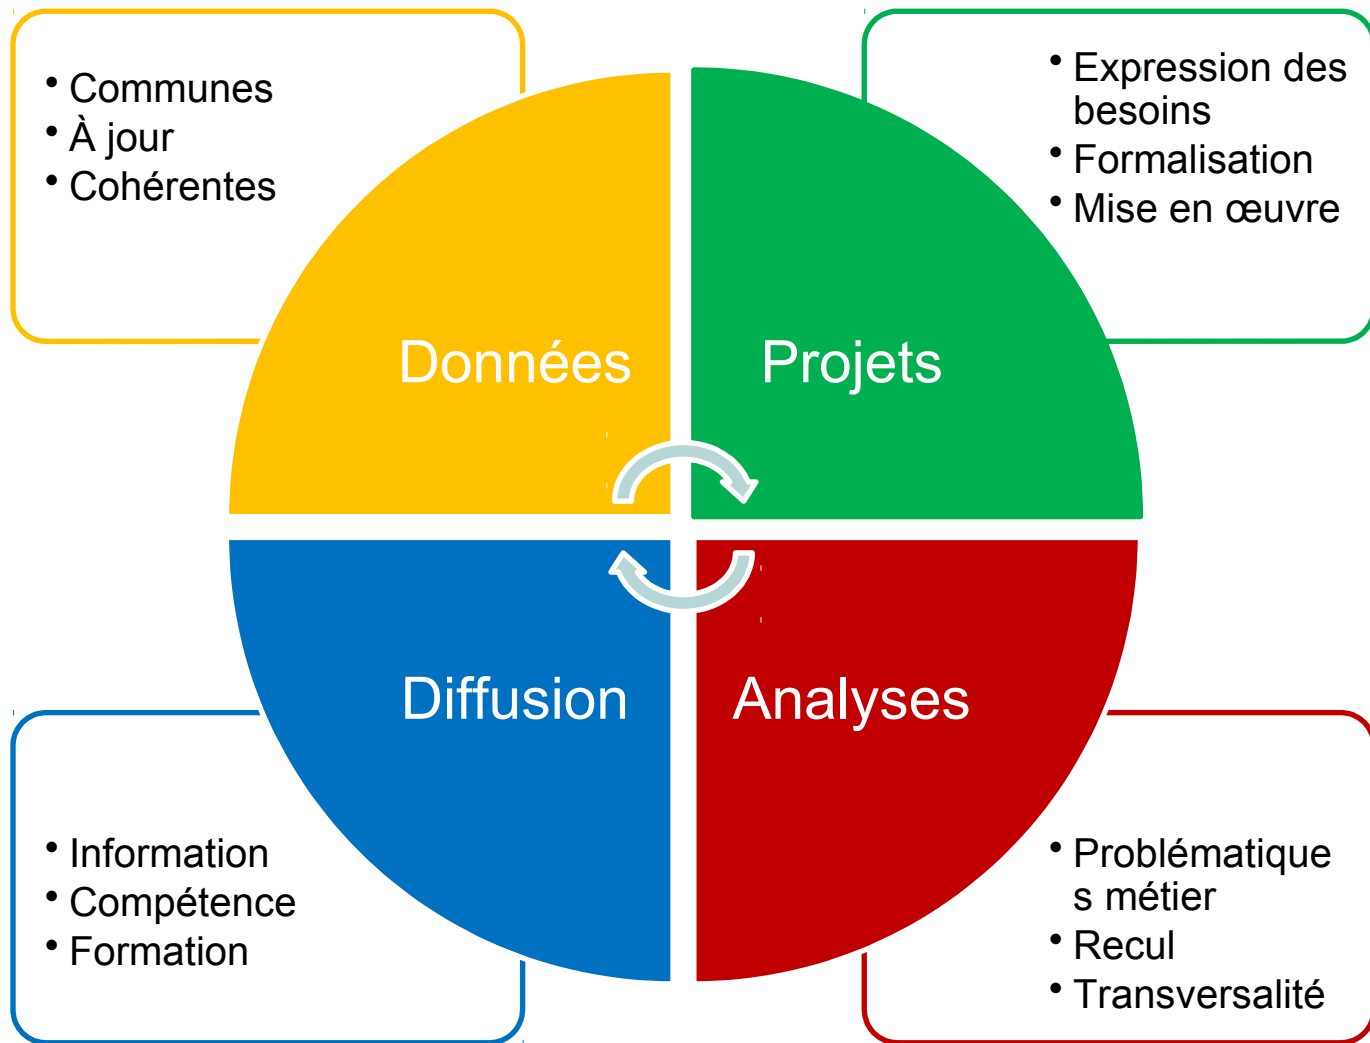 • Communes
• À jour
• Cohérentes
• Expression des
besoins
• Formalisation
• Mise en œuvre
Données
Projets
Diffusion
Analyses
• Information
• Compétence
• Formation
• Problématique
s métier
• Recul
• Transversalité